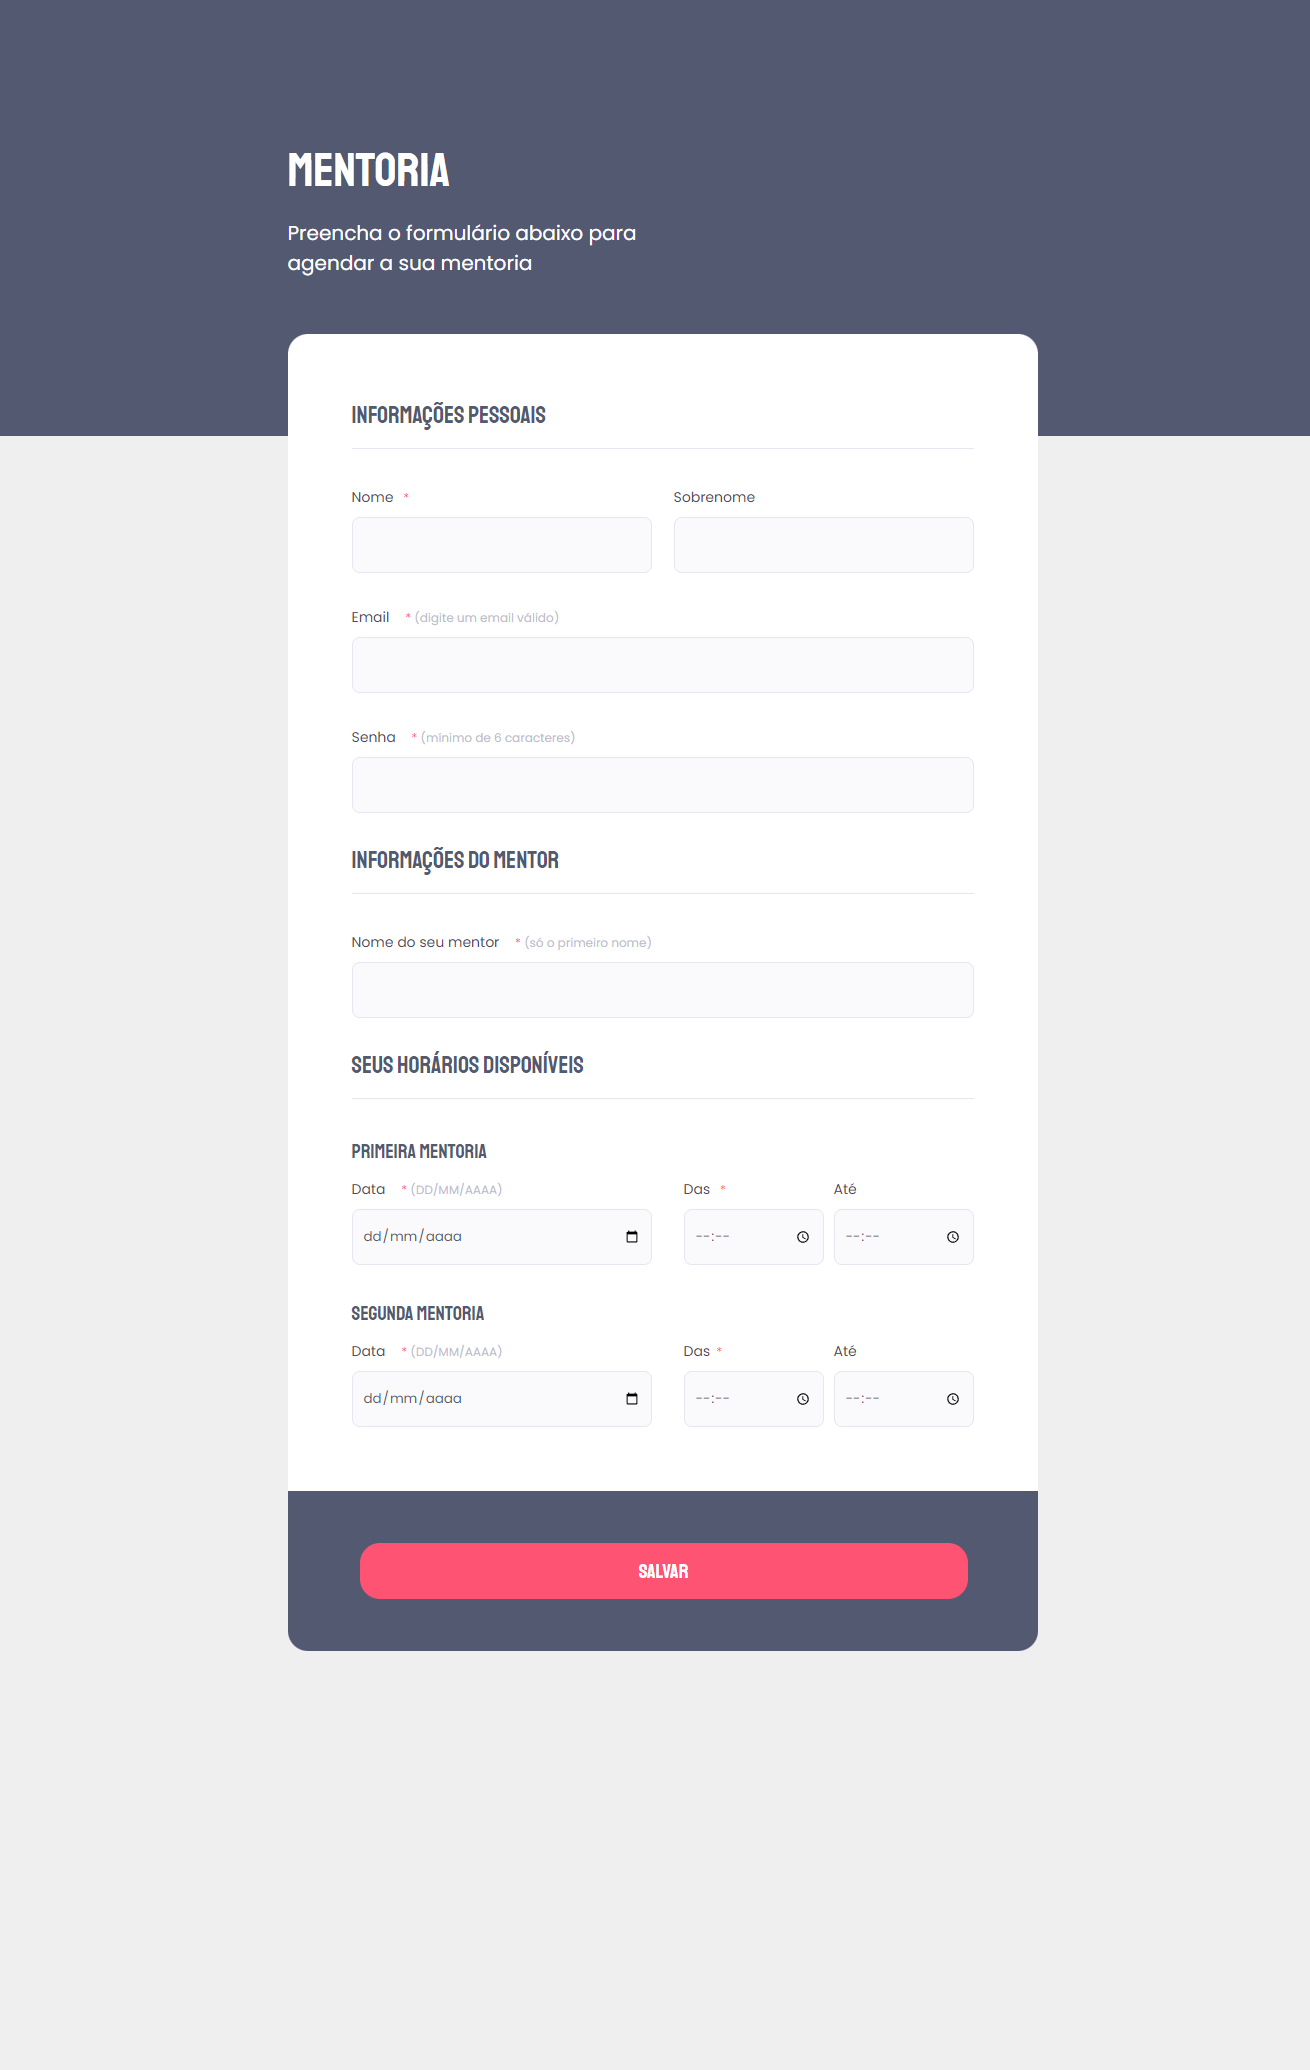 MENTORIA
Preencha o formulário abaixo para
agendar a sua mentoria
INFORMAÇÕES PESSOAIS
Nome *
Sobrenome
Email * (digite um email válido)
Senha * (mínimo de 6 caracteres)
INFORMAÇÕES DO MENTOR
Nome do seu mentor * (só o primeiro nome)
SEUS HORÁRIOS DISPONÍVEIS
PRIMEIRA MENTORIA
Data * (DD/MM/AAAA)
Das *
Até
dd/mm/aaaa
--:--
--:--
SEGUNDA MENTORIA
Data * (DD/MM/AAAA)
Das *
Até
dd/mm/aaaa
--:--
--:--
SALVAR